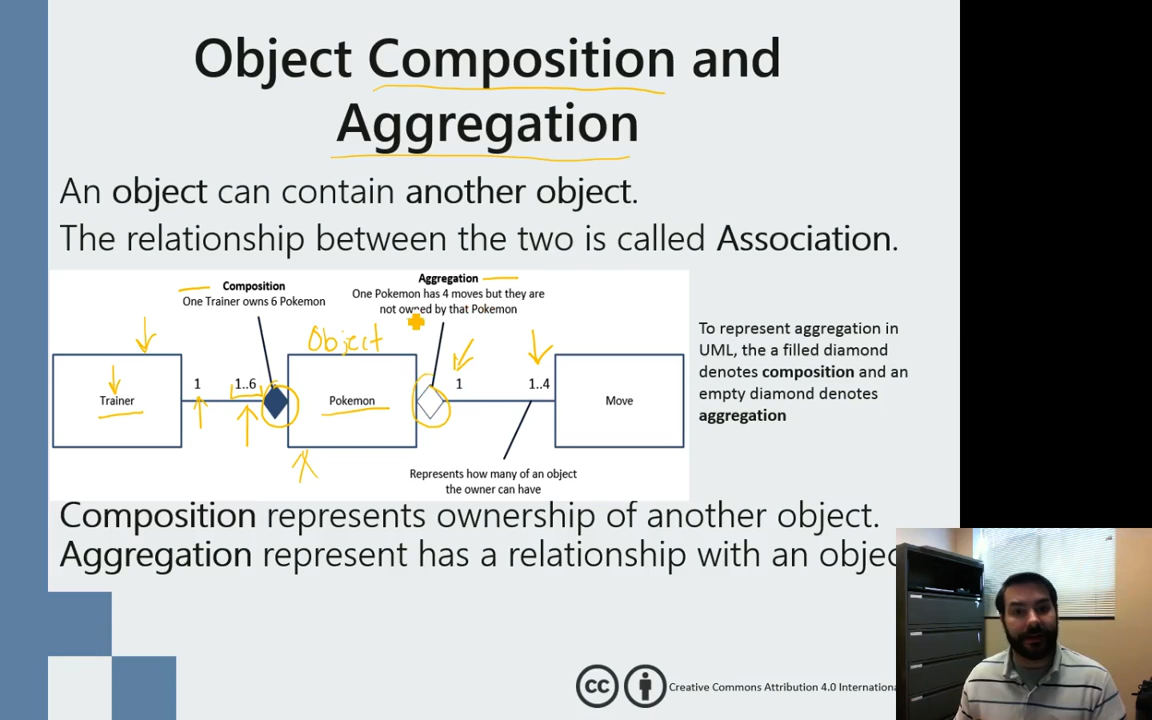 Object Composition and
Aggregation
An object can contain another object.
The relationship between the two is called Association.
Composition
One Trainer owns 6 Pokemon
Aggregation
One Pokemon has 4 moves but they are
not owned by that Pokemon
Object
Trainer
1
1..6
Pokemon
1
1..4
Move
Represents how many of an object
the owner can have
To represent aggregation in
UML, the a filled diamond
denotes composition and an
empty diamond denotes
aggregation
Composition represents ownership of another object.
Aggregation represent has a relationship with an objec
cc
Creative Commons Attribution 4.0 Internationa